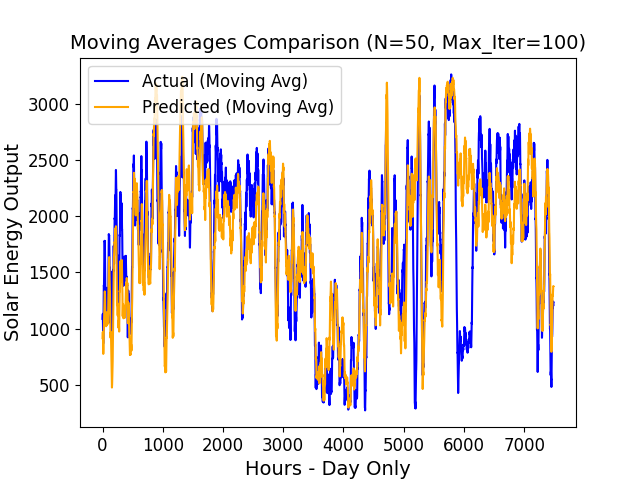 Moving Averages Comparison (N=50, Max_Iter=100)
Actual (Moving Avg)
Predicted (Moving Avg)
Solar Energy Output
3000
2500
2000
1500
1000
500
0 1000 2000 3000 4000 5000 6000 7000
Hours - Day Only